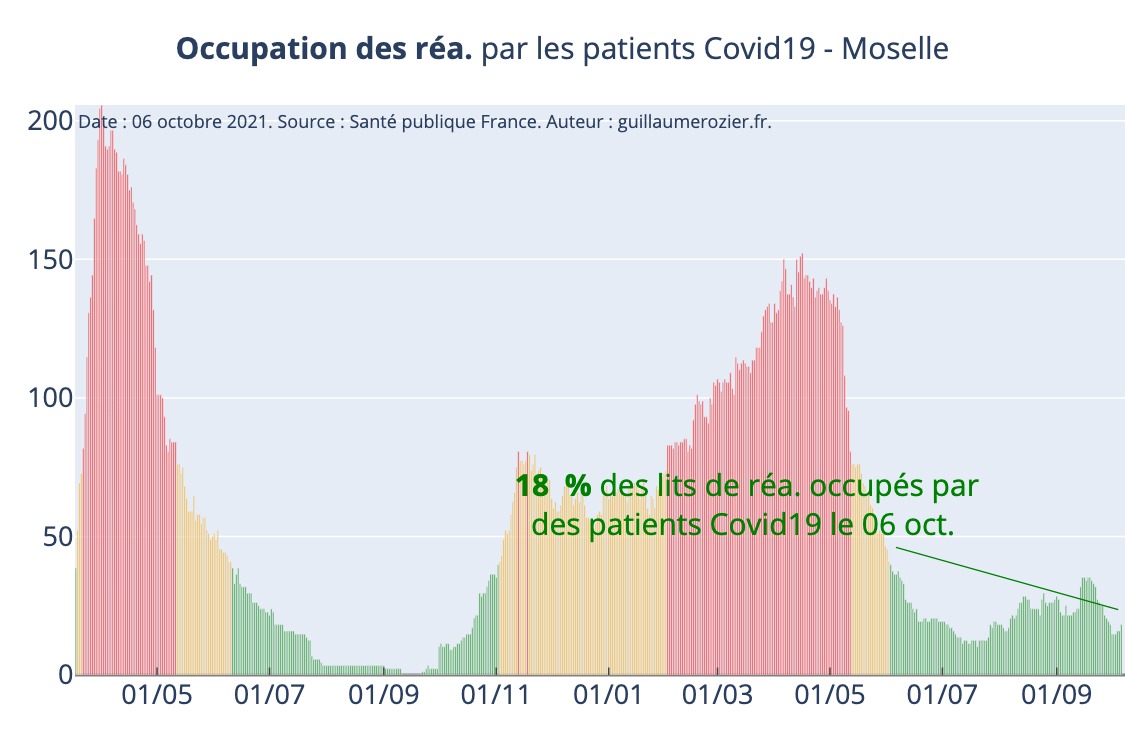 Occupation des réa. par les patients Covid19 - Moselle
200
Date : 06 octobre 2021. Source : Santé publique France. Auteur : guillaumerozier.fr.
150
100
18 % des lits de réa. occupés par
des patients Covid19 le 06 oct.
50
0
01/05 01/07 01/09 01/11 01/01 01/03 01/05 01/07 01/09